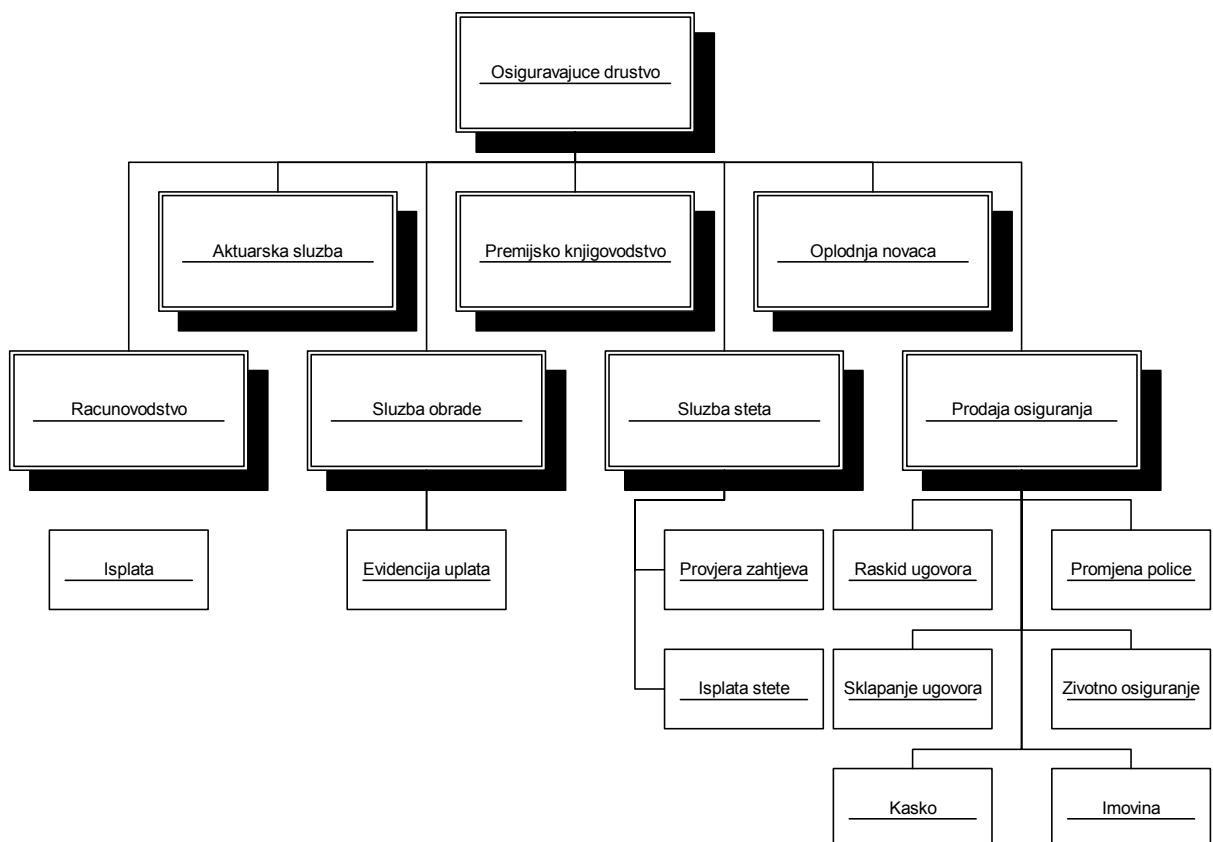 Osiguravajuce drustvo
Aktuarska sluzba
Premijsko knjigovodstvo
Oplodnja novaca
Racunovodstvo
Sluzba obrade
Sluzba steta
Prodaja osiguranja
Isplata
Evidencija uplata
Provjera zahtjeva
Raskid ugovora
Promjena police
Isplata stete
Sklapanje ugovora
Zivotno osiguranje
Kasko
Imovina